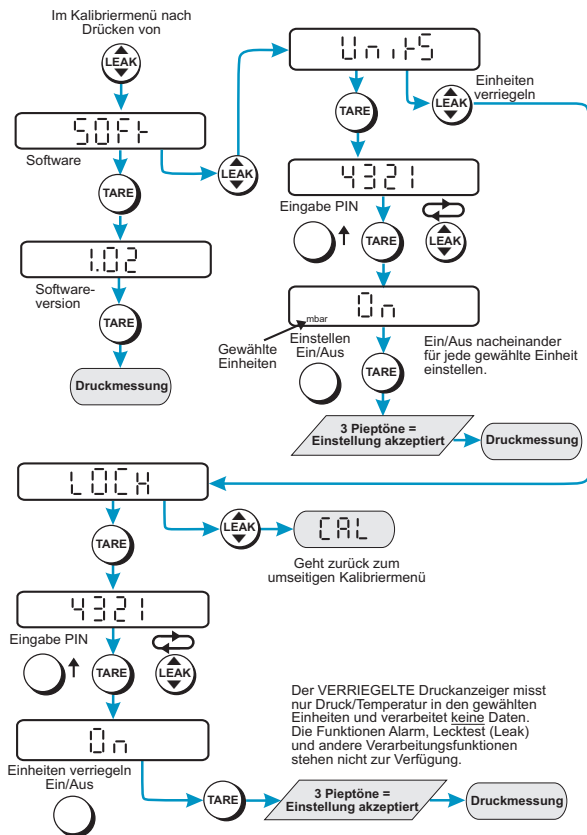 Im Kalibriermenü nach
Drücken von
LEAK
SOFt
Software
LEAK
TARE
1.02
Software-
version
TARE
Druckmessung
UnitS
Einheiten
verriegeln
LEAK
TARE
4321
Eingabe PIN
TARE
LEAK
On
mbar
Gewählte
Einheiten
Einstellen
Ein/Aus
TARE
Ein/Aus nacheinander
für jede gewählte Einheit
einstellen.
3 Pieptöne =
Einstellung akzeptiert
Druckmessung
LOCH
LEAK
CAL
Geht zurück zum
umseitigen Kalibriermenü
TARE
4321
Eingabe PIN
TARE
LEAK
On
Einheiten verriegeln
Ein/Aus
Der VERRIEGELTE Druckanzeiger misst
nur Druck/Temperatur in den gewählten
Einheiten und verarbeitet keine Daten.
Die Funktionen Alarm, Lecktest (Leak)
und andere Verarbeitungsfunktionen
stehen nicht zur Verfügung.
TARE
3 Pieptöne =
Einstellung akzeptiert
Druckmessung